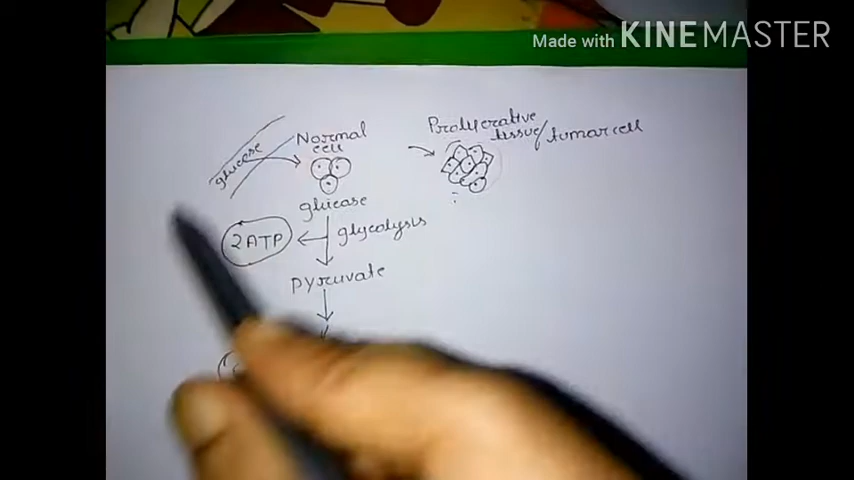 Made with KINEMASTER
Normal
cell
glucose
Proliferative
tissue/tumar cell
glucose
glycolysis
2ATP
pyruvate